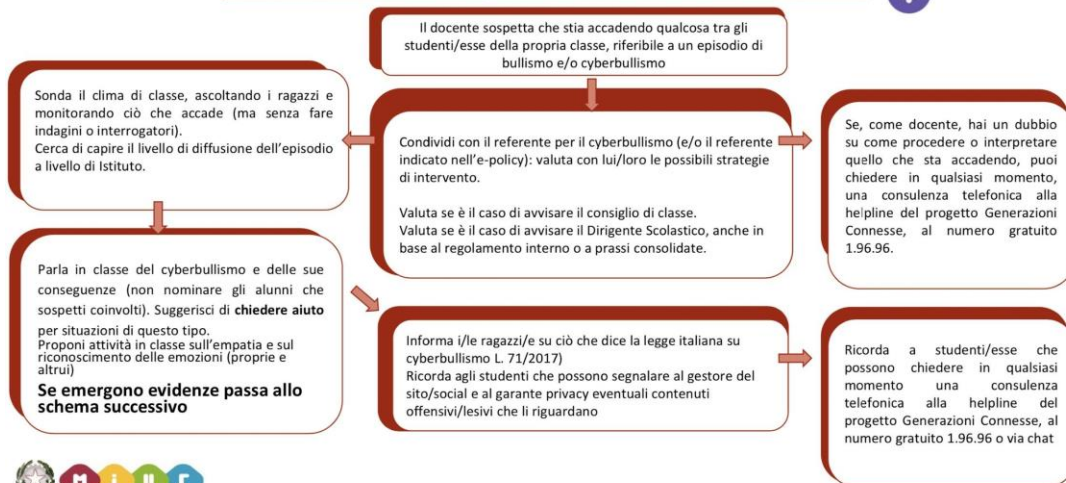 Il docente sospetta che stia accadendo qualcosa tra gli
studenti/esse della propria classe, riferibile a un episodio di
bullismo e/o cyberbullismo
Sonda il clima di classe, ascoltando i ragazzi e
monitorando ciò che accade (ma senza fare
indagini o interrogatori).
Cerca di capire il livello di diffusione dell'episodio
a livello di Istituto.
Condividi con il referente per il cyberbullismo (e/o il referente
indicato nell'e-policy): valuta con lui/loro le possibili strategie
di intervento.
Valuta se è il caso di avvisare il consiglio di classe.
Valuta se è il caso di avvisare il Dirigente Scolastico, anche in
base al regolamento interno o a prassi consolidate.
Se, come docente, hai un dubbio
su come procedere o interpretare
quello che sta accadendo, puoi
chiedere in qualsiasi momento,
una consulenza telefonica alla
helpline del progetto Generazioni
Connesse, al numero gratuito
1.96.96.
Parla in classe del cyberbullismo e delle sue
conseguenze (non nominare gli alunni che
sospetti coinvolti). Suggerisci di chiedere aiuto
per situazioni di questo tipo.
Proponi attività in classe sull'empatia e sul
riconoscimento delle emozioni (proprie e
altrui)
Se emergono evidenze passa allo
schema successivo
Informa i/le ragazzi/e su ciò che dice la legge italiana su
cyberbullismo L. 71/2017)
Ricorda agli studenti che possono segnalare al gestore del
sito/social e al garante privacy eventuali contenuti
offensivi/lesivi che li riguardano
Ricorda a studenti/esse che
possono chiedere in qualsiasi
momento una consulenza
telefonica alla helpline del
progetto Generazioni Connesse, al
numero gratuito 1.96.96 o via chat